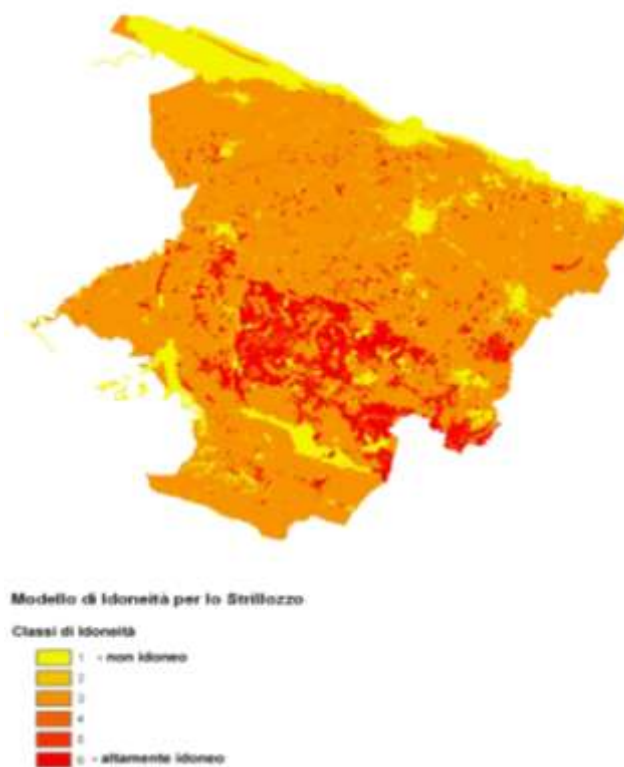 Modello di Idoneità per lo Strillozzo
Classi di Idoneità
1 - non idoneo
2
3
4
5
6 - altamente idoneo